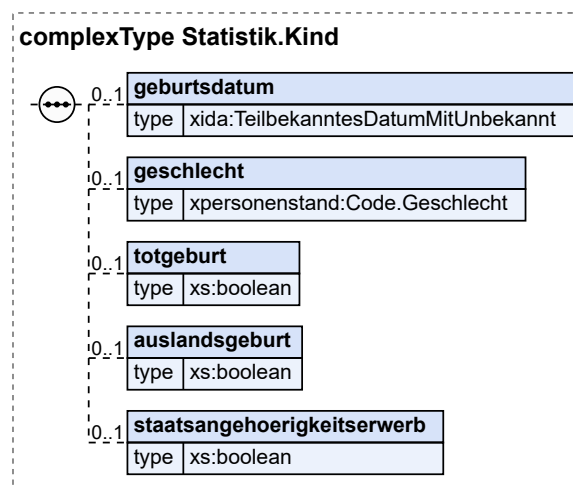 complexType Statistik.Kind
0..1 geburtsdatum
type xida:TeilbekanntesDatumMitUnbekannt
0..1 geschlecht
type xpersonenstand:Code.Geschlecht
0..1 totgeburt
type xs:boolean
0..1 auslandsgeburt
type xs:boolean
0..1 staatsangehoerigkeitserwerb
type xs:boolean